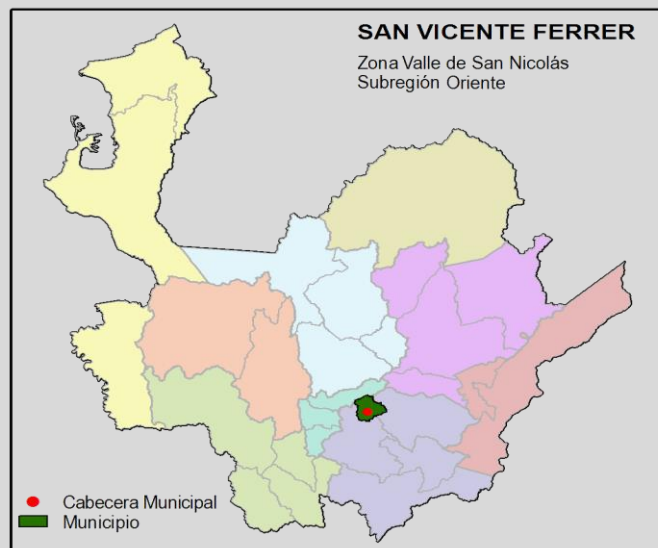 SAN VICENTE FERRER
Zona Valle de San Nicolás
Subregión Oriente
Cabecera Municipal
Municipio